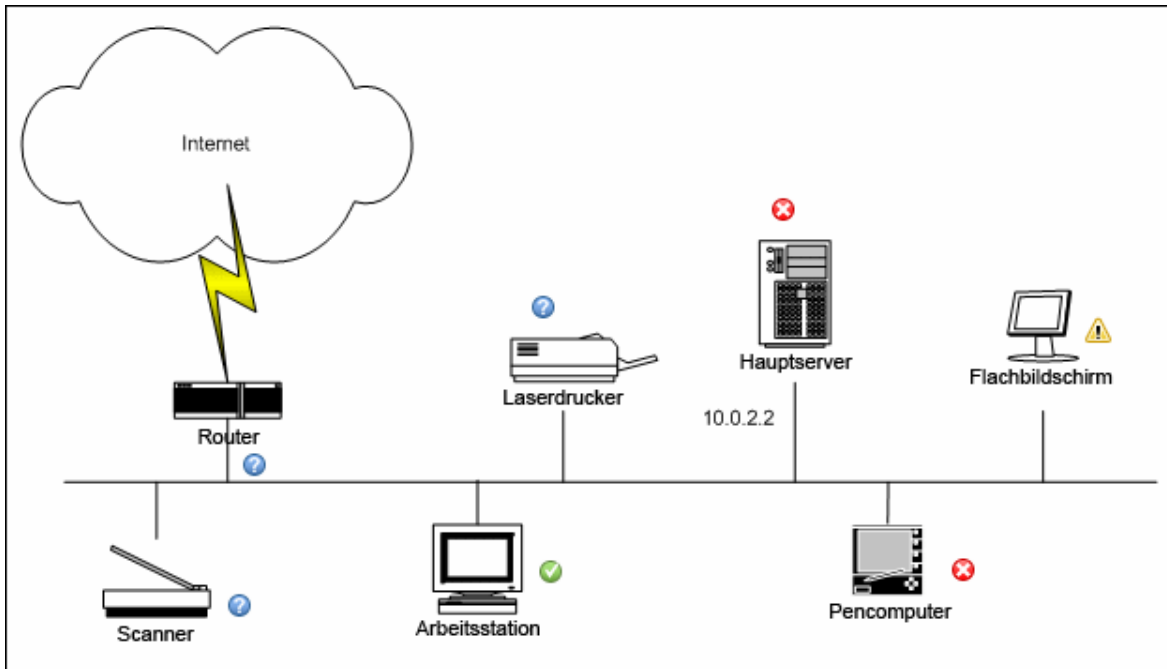 Internet
Hauptserver
Flachbildschirm
Laserdrucker
10.0.2.2
Router
Scanner
Arbeitsstation
Pencomputer